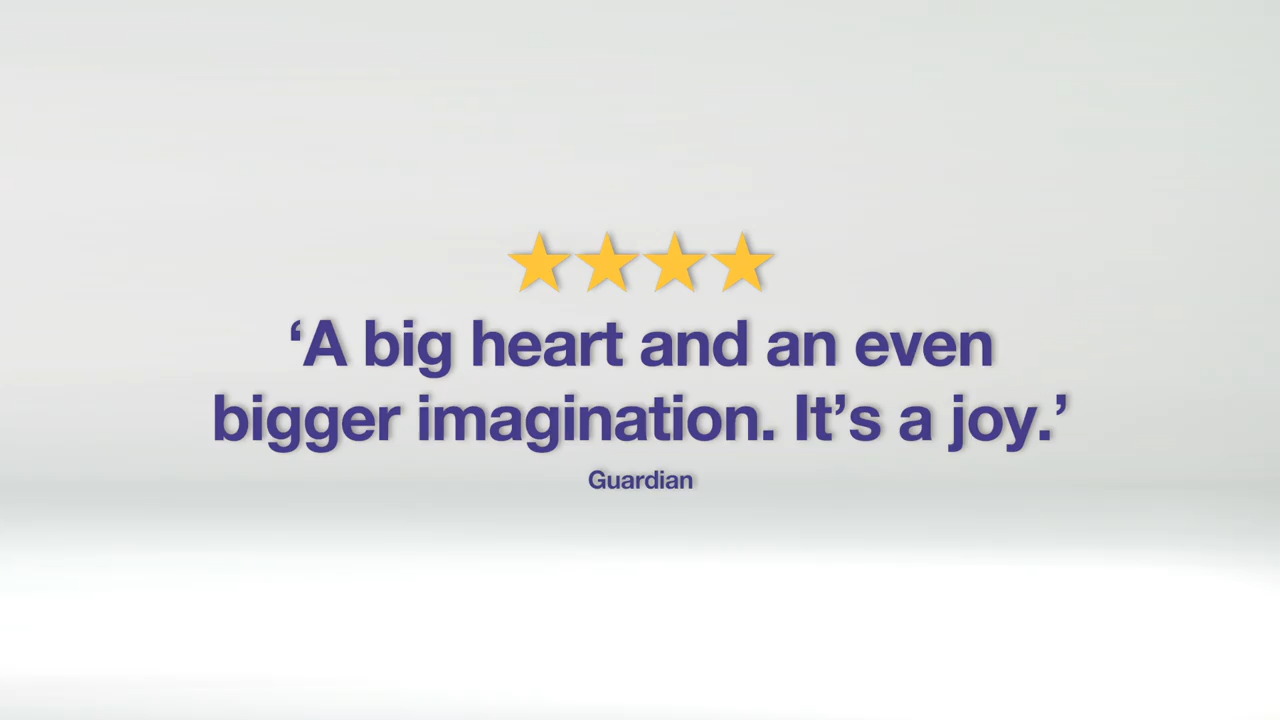 ‘A big heart and an even
bigger imagination. It’s a joy.’
Guardian